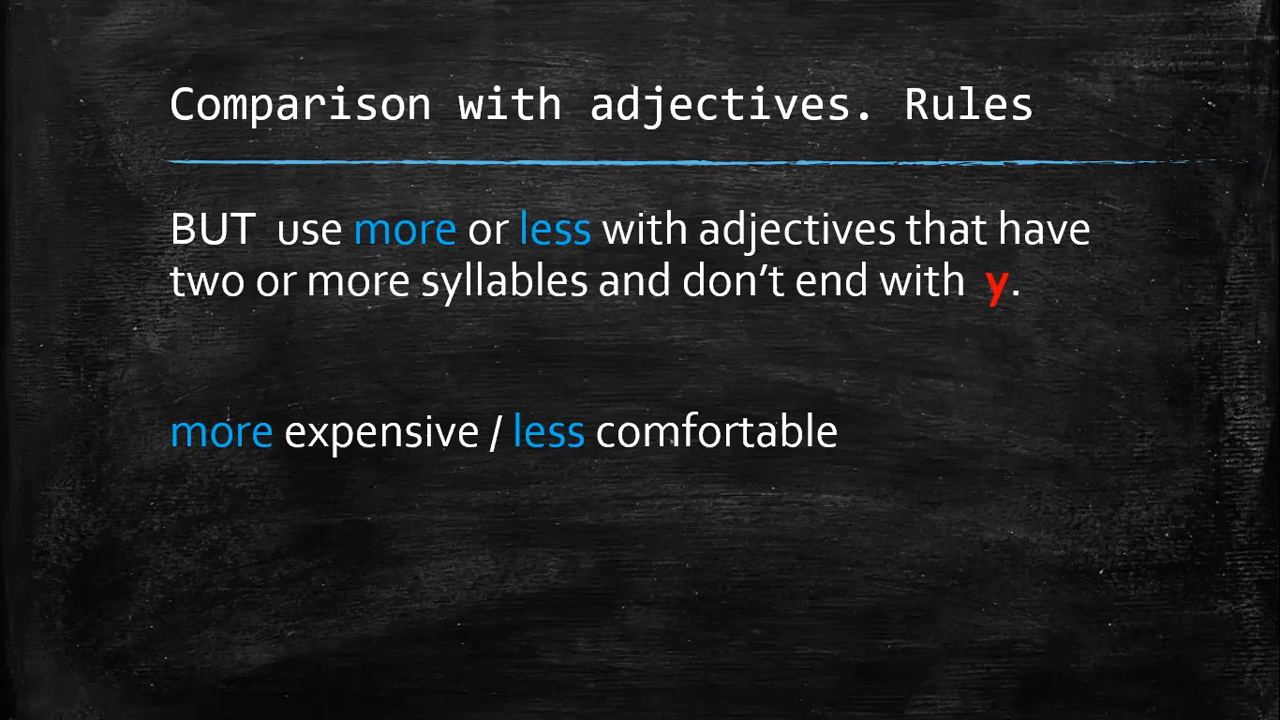 Comparison with adjectives. Rules
BUT  use more or less with adjectives that have
two or more syllables and don’t end with  y.
more expensive / less comfortable